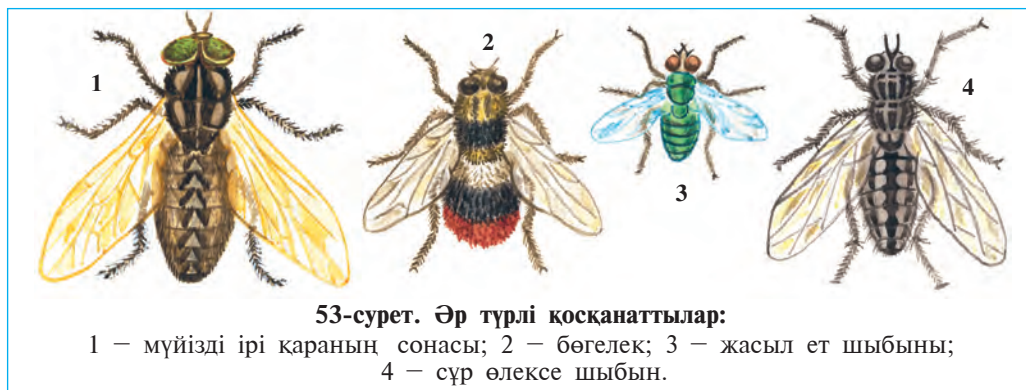 1
2
3
4
53-сурет. Әр түрлі қосқанаттылар:
1 — мүйізді ірі қараның сонасы; 2 — бөгелек; 3 — жасыл ет шыбыны;
4 — сұр өлексе шыбын.